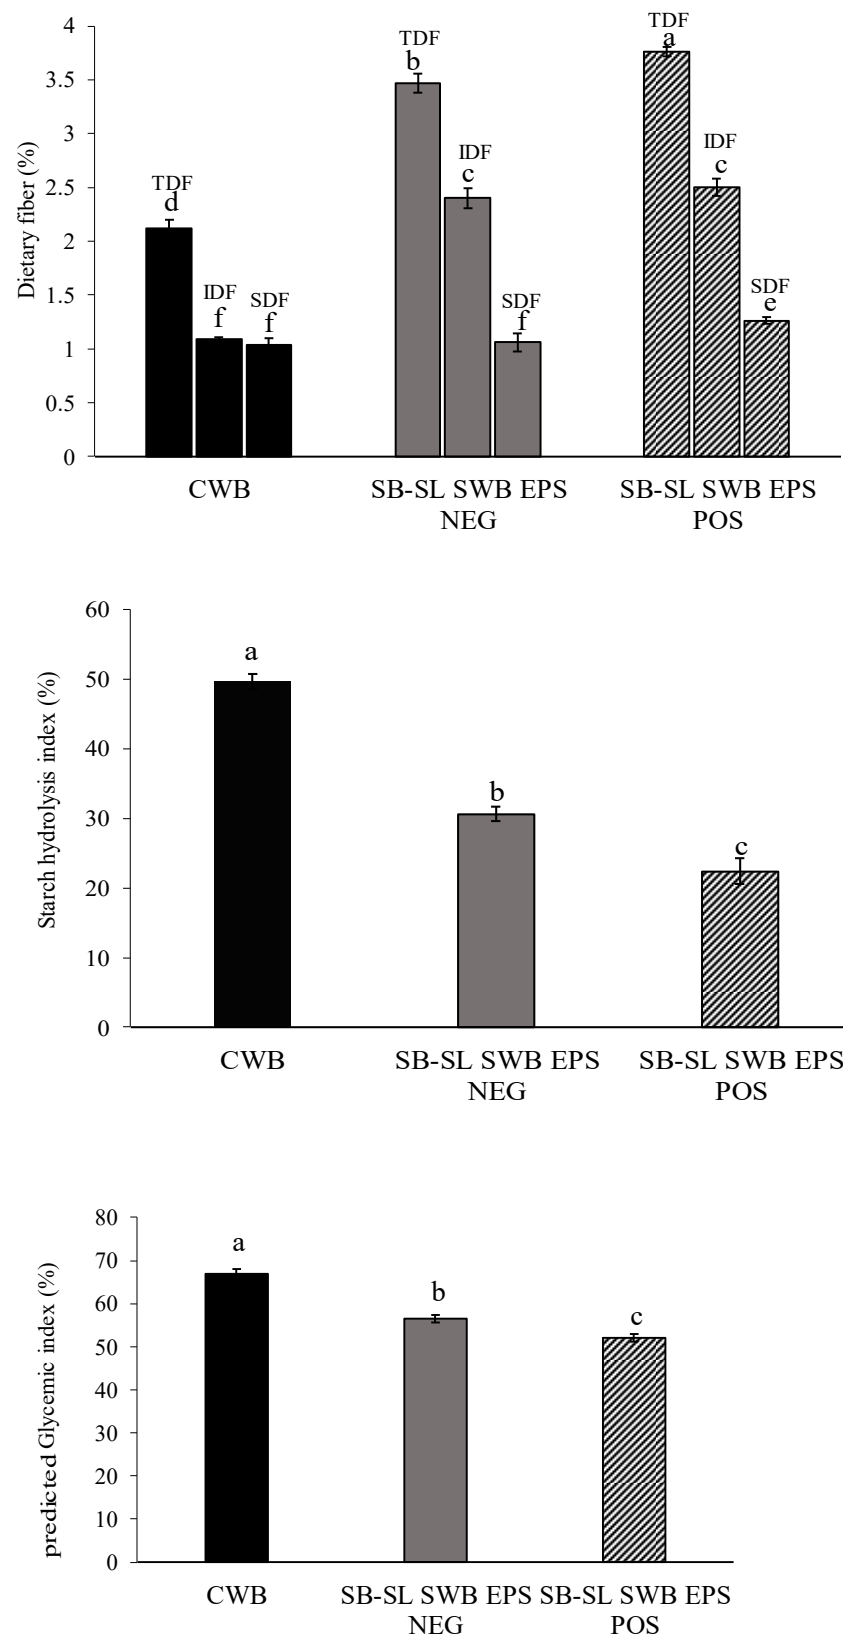 Dietary fiber (%)
4
3.5
3
2.5
2
1.5
1
0.5
0
TDF
d
IDF
f
SDF
f
TDF
b
IDF
c
SDF
f
TDF
a
IDF
c
SDF
e
CWB
SB-SL SWB EPS
NEG
SB-SL SWB EPS
POS
Starch hydrolysis index (%)
60
50
40
30
20
10
0
a
b
c
CWB
SB-SL SWB EPS
NEG
SB-SL SWB EPS
POS
predicted Glycemic index (%)
80
70
60
50
40
30
20
10
0
a
b
c
CWB
SB-SL SWB EPS
NEG
SB-SL SWB EPS
POS